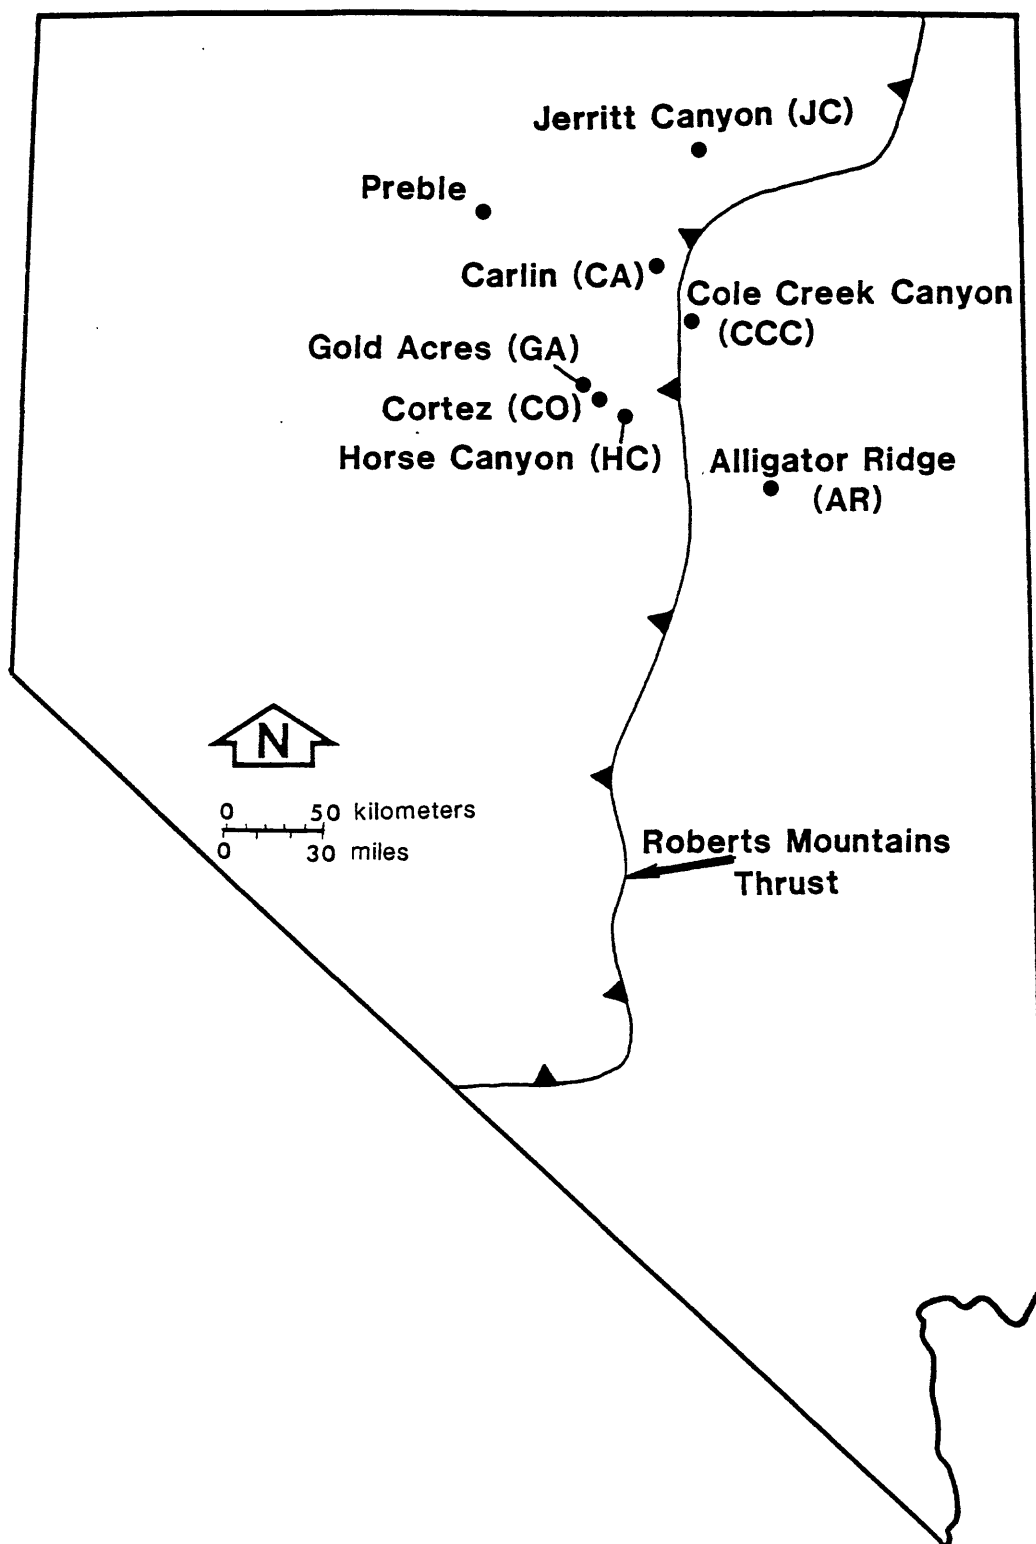 Jerritt Canyon (JC)
Preble
Carlin (CA)
Cole Creek Canyon
(CCC)
Gold Acres (GA)
Cortez (CO)
Horse Canyon (HC)
Alligator Ridge
(AR)
N
0 50 kilometers
0 30 miles
Roberts Mountains
Thrust